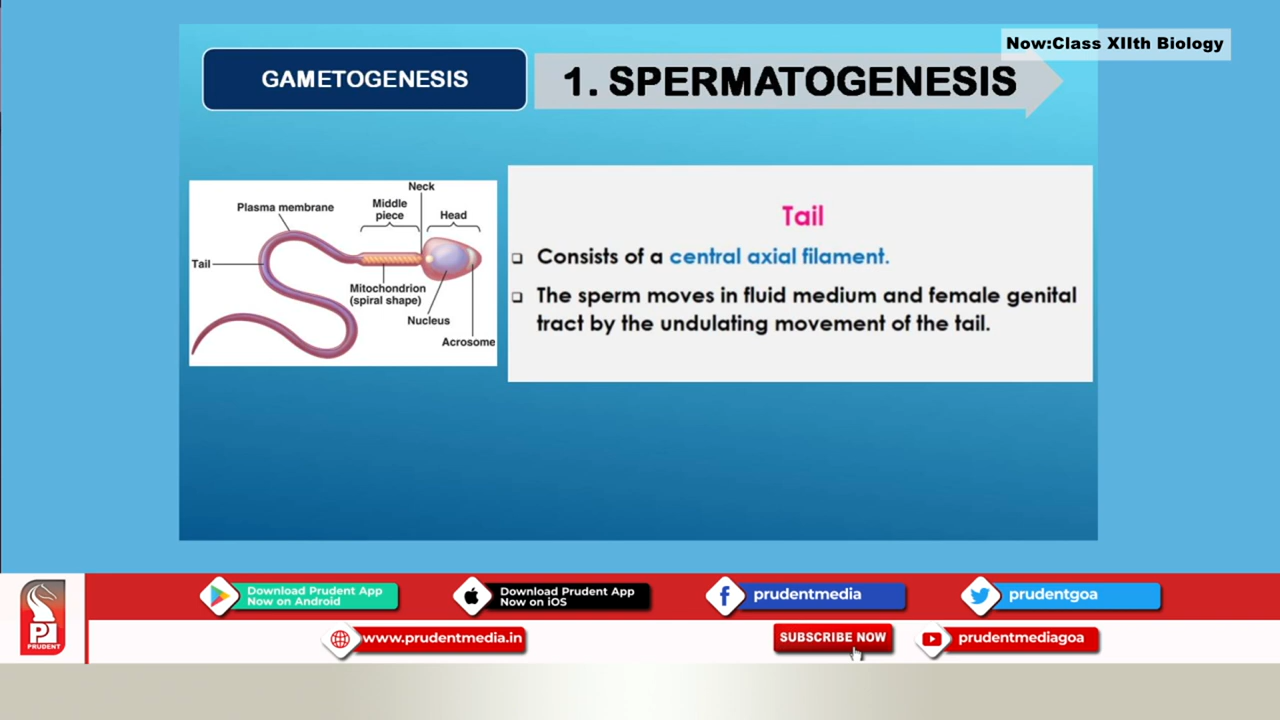 Now:Class XIIth Biology
GAMETOGENESIS
1. SPERMATOGENESIS
Neck
Middle
piece
Head
Plasma membrane
Tail
Mitochondrion
(spiral shape)
Nucleus
Acrosome
Tail
Consists of a central axial filament.
The sperm moves in fluid medium and female genital
tract by the undulating movement of the tail.
PRUDENT
Download Prudent App
Now on Android
Download Prudent App
Now on iOS
prudentmedia
prudentgoa
www.prudentmedia.in
SUBSCRIBE NOW
prudentmediagoa